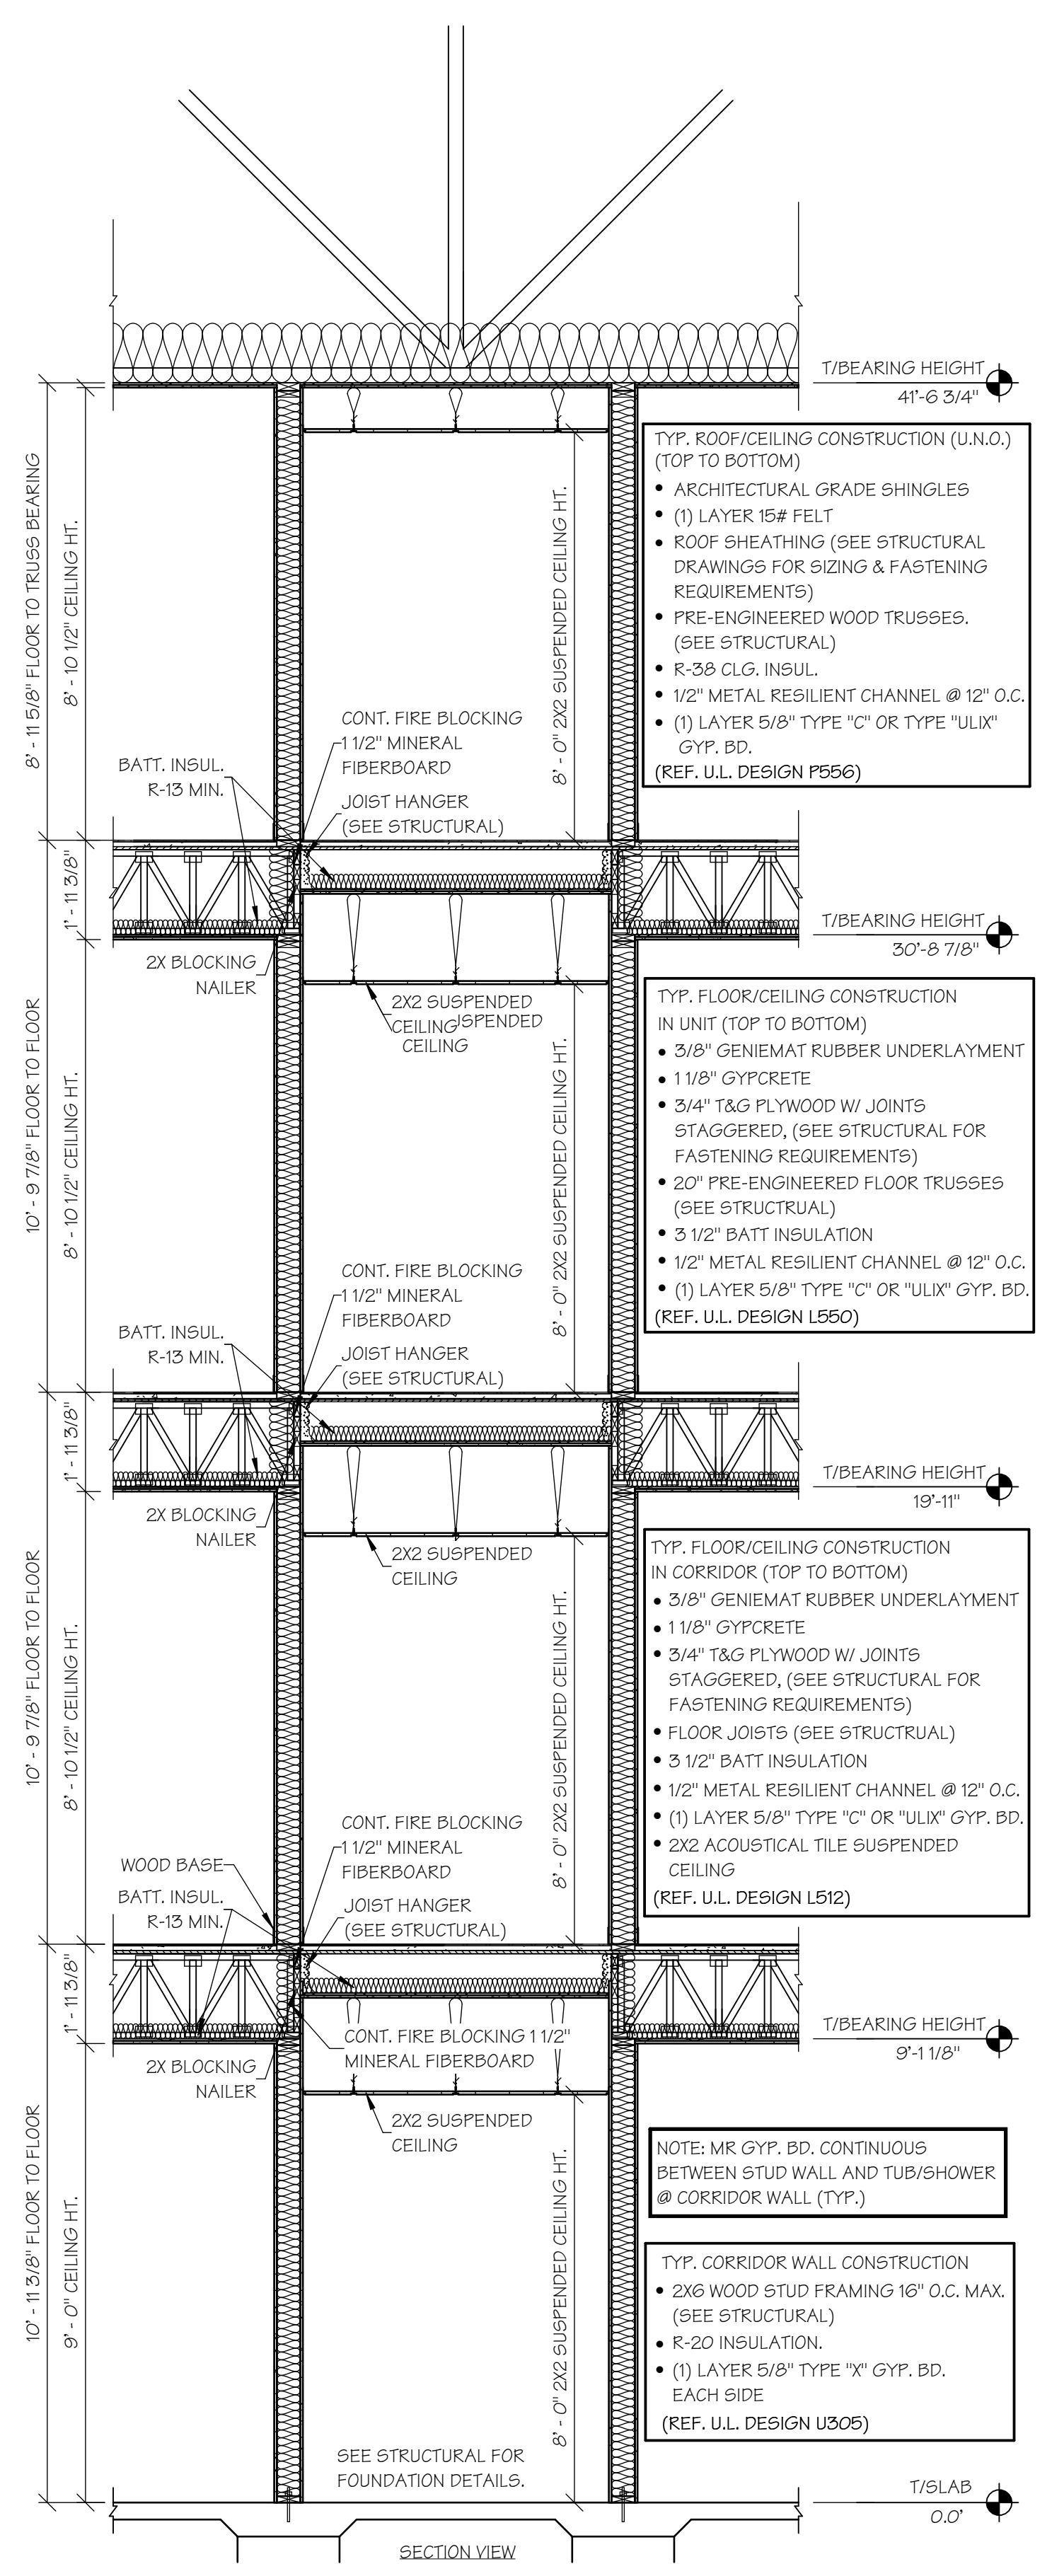 T/BEARING HEIGHT
41'-6 3/4"
TYP. ROOF/CEILING CONSTRUCTION (U.N.O.)
(TOP TO BOTTOM)
• ARCHITECTURAL GRADE SHINGLES
• (1) LAYER 15# FELT
• ROOF SHEATHING (SEE STRUCTURAL
DRAWINGS FOR SIZING & FASTENING
REQUIREMENTS)
• PRE-ENGINEERED WOOD TRUSSES.
(SEE STRUCTURAL)
• R-38 CLG. INSUL.
• 1/2" METAL RESILIENT CHANNEL @ 12" O.C.
• (1) LAYER 5/8" TYPE "C" OR TYPE "ULIX"
GYP. BD.
(REF. U.L. DESIGN P556)
8' - 11 5/8" FLOOR TO TRUSS BEARING
8' - 10 1/2" CEILING HT.
8' - 0" 2X2 SUSPENDED CEILING HT.
CONT. FIRE BLOCKING
1 1/2" MINERAL
FIBERBOARD
BATT. INSUL.
R-13 MIN.
JOIST HANGER
(SEE STRUCTURAL)
1' - 11 3/8"
T/BEARING HEIGHT
30'-8 7/8"
2X BLOCKING
NAILER
2X2 SUSPENDED
CEILING
USPENDED
CEILING
TYP. FLOOR/CEILING CONSTRUCTION
IN UNIT (TOP TO BOTTOM)
• 3/8" GENIEMAT RUBBER UNDERLAYMENT
• 1 1/8" GYPCRETE
• 3/4" T&G PLYWOOD W/ JOINTS
STAGGERED, (SEE STRUCTURAL FOR
FASTENING REQUIREMENTS)
• 20" PRE-ENGINEERED FLOOR TRUSSES
(SEE STRUCTRUAL)
• 3 1/2" BATT INSULATION
• 1/2" METAL RESILIENT CHANNEL @ 12" O.C.
• (1) LAYER 5/8" TYPE "C" OR "ULIX" GYP. BD.
(REF. U.L. DESIGN L550)
10' - 9 7/8" FLOOR TO FLOOR
8' - 10 1/2" CEILING HT.
8' - 0" 2X2 SUSPENDED CEILING HT.
CONT. FIRE BLOCKING
1 1/2" MINERAL
FIBERBOARD
BATT. INSUL.
R-13 MIN.
JOIST HANGER
(SEE STRUCTURAL)
1' - 11 3/8"
T/BEARING HEIGHT
19'-11"
2X BLOCKING
NAILER
2X2 SUSPENDED
CEILING
TYP. FLOOR/CEILING CONSTRUCTION
IN CORRIDOR (TOP TO BOTTOM)
• 3/8" GENIEMAT RUBBER UNDERLAYMENT
• 1 1/8" GYPCRETE
• 3/4" T&G PLYWOOD W/ JOINTS
STAGGERED, (SEE STRUCTURAL FOR
FASTENING REQUIREMENTS)
• FLOOR JOISTS (SEE STRUCTRUAL)
• 3 1/2" BATT INSULATION
• 1/2" METAL RESILIENT CHANNEL @ 12" O.C.
• (1) LAYER 5/8" TYPE "C" OR "ULIX" GYP. BD.
• 2X2 ACOUSTICAL TILE SUSPENDED
CEILING
(REF. U.L. DESIGN L512)
10' - 9 7/8" FLOOR TO FLOOR
8' - 10 1/2" CEILING HT.
8' - 0" 2X2 SUSPENDED CEILING HT.
CONT. FIRE BLOCKING
1 1/2" MINERAL
FIBERBOARD
WOOD BASE
BATT. INSUL.
R-13 MIN.
JOIST HANGER
(SEE STRUCTURAL)
1' - 11 3/8"
CONT. FIRE BLOCKING 1 1/2"
MINERAL FIBERBOARD
T/BEARING HEIGHT
9'-1 1/8"
2X BLOCKING
NAILER
2X2 SUSPENDED
CEILING
NOTE: MR GYP. BD. CONTINUOUS
BETWEEN STUD WALL AND TUB/SHOWER
@ CORRIDOR WALL (TYP.)
TYP. CORRIDOR WALL CONSTRUCTION
• 2X6 WOOD STUD FRAMING 16" O.C. MAX.
(SEE STRUCTURAL)
• R-20 INSULATION.
• (1) LAYER 5/8" TYPE "X" GYP. BD.
EACH SIDE
(REF. U.L. DESIGN U305)
10' - 11 3/8" FLOOR TO FLOOR
9' - 0" CEILING HT.
8' - 0" 2X2 SUSPENDED CEILING HT.
SEE STRUCTURAL FOR
FOUNDATION DETAILS.
T/SLAB
0.0'
SECTION VIEW